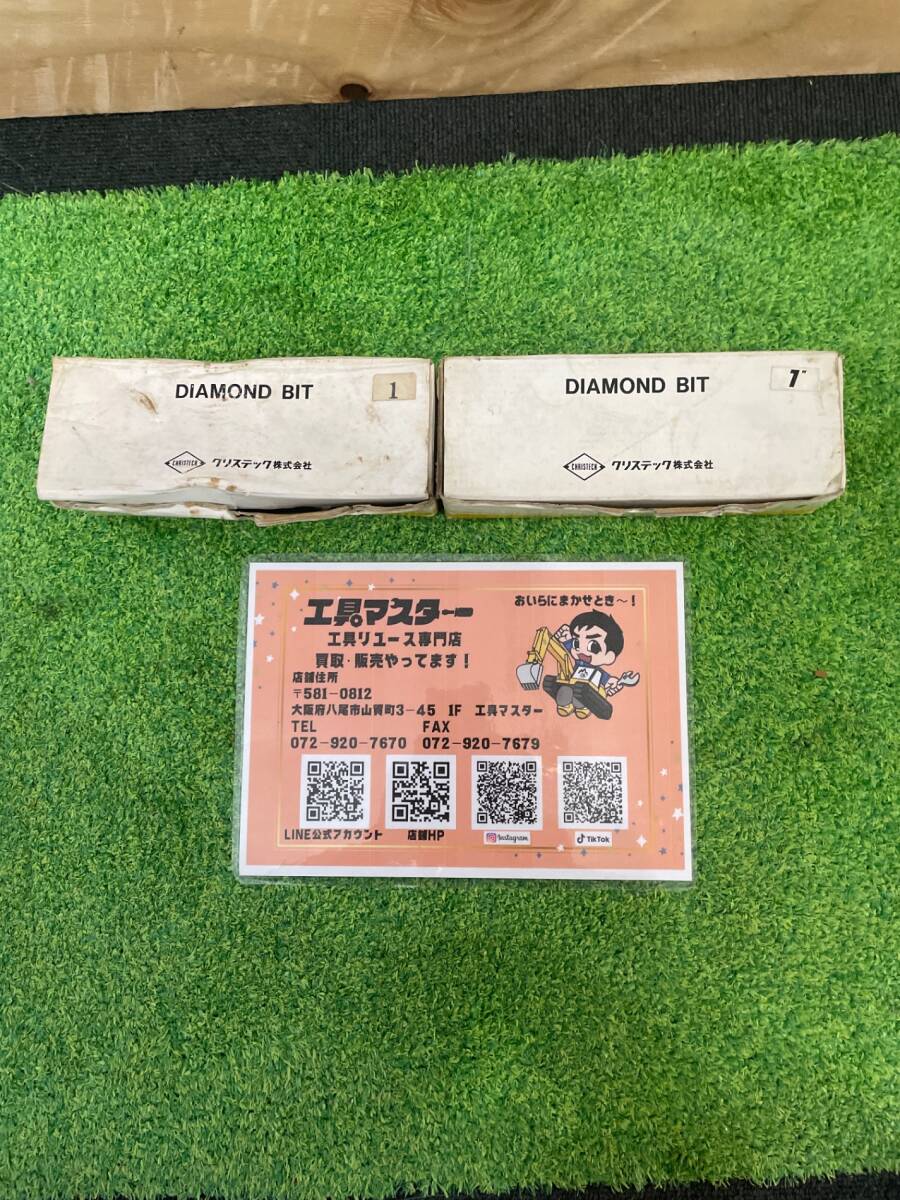 DIAMOND BIT 1
CHRISTECH クリステック株式会社
DIAMOND BIT 1"
CHRISTECH クリステック株式会社
工具マスター
おいらにまかせとき～！
工具リユース専門店
買取・販売やってます！
店舗住所
〒581-0812
大阪府八尾市山賀町3-45 1F 工具マスター
TEL FAX
072-920-7670 072-920-7679
LINE公式アカウント 店舗HP Instagram TikTok